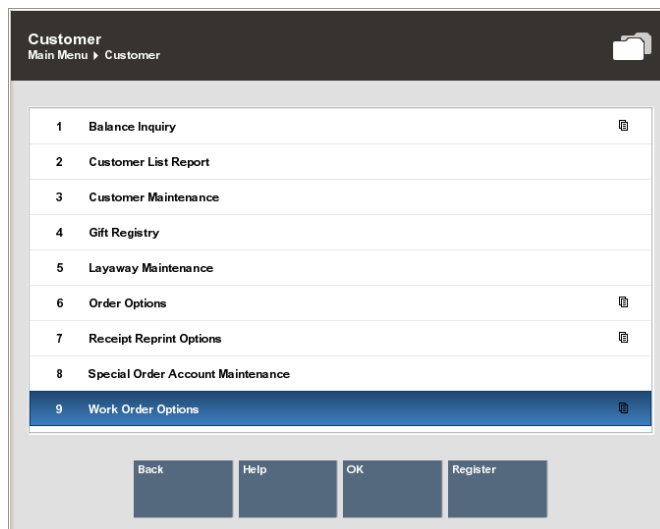 Customer
Main Menu ▸ Customer
1 Balance Inquiry
2 Customer List Report
3 Customer Maintenance
4 Gift Registry
5 Layaway Maintenance
6 Order Options
7 Receipt Reprint Options
8 Special Order Account Maintenance
9 Work Order Options
Back Help OK Register